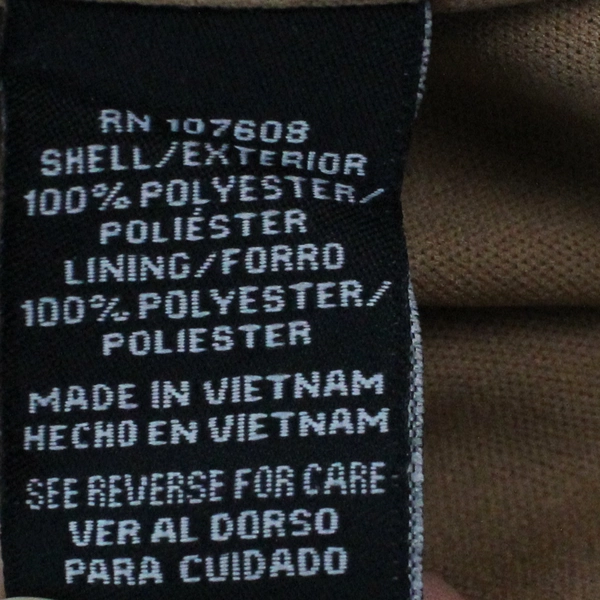 RN 107608
SHELL/EXTERIOR
100% POLYESTER/
POLIÉSTER
LINING/FORRO
100% POLYESTER/
POLIESTER
MADE IN VIETNAM
HECHO EN VIETNAM
SEE REVERSE FOR CARE
VER AL DORSO
PARA CUIDADO